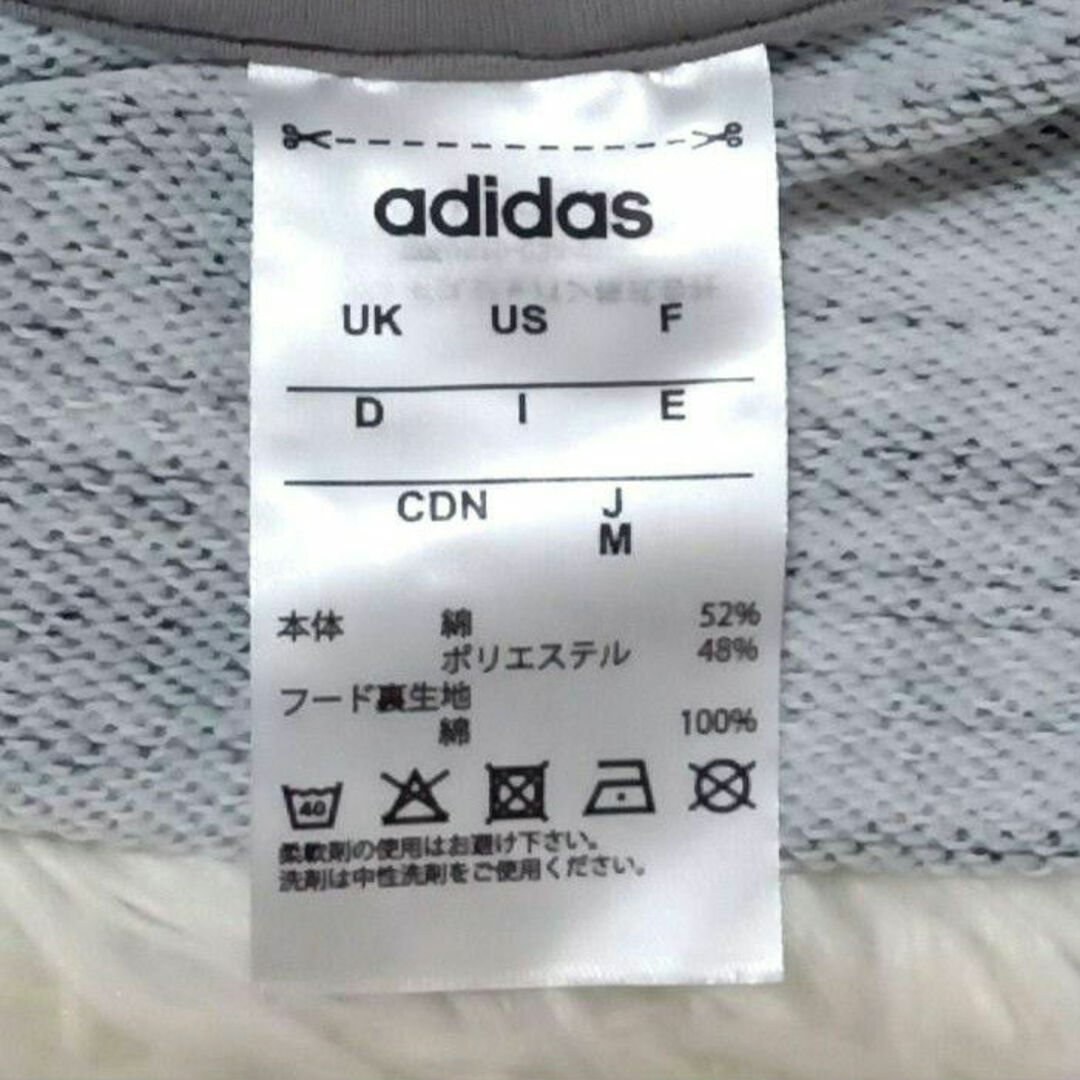 adidas
UK US F
D I E
CDN J
M
本体 綿 52%
ポリエステル 48%
フード裏生地
綿 100%
40
柔軟剤の使用はお避け下さい。
洗剤は中性洗剤をご使用ください。